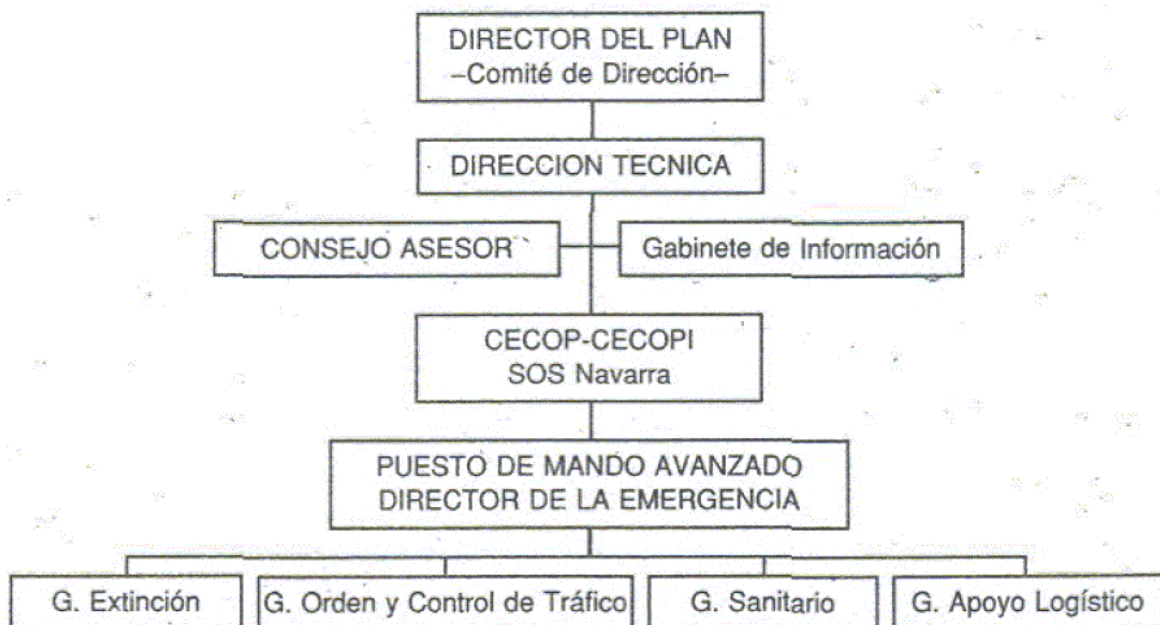 DIRECTOR DEL PLAN
–Comité de Dirección–
DIRECCION TECNICA
CONSEJO ASESOR
Gabinete de Información
CECOP-CECOPI
SOS Navarra
PUESTO DE MANDO AVANZADO
DIRECTOR DE LA EMERGENCIA
G. Extinción
G. Orden y Control de Tráfico
G. Sanitario
G. Apoyo Logístico